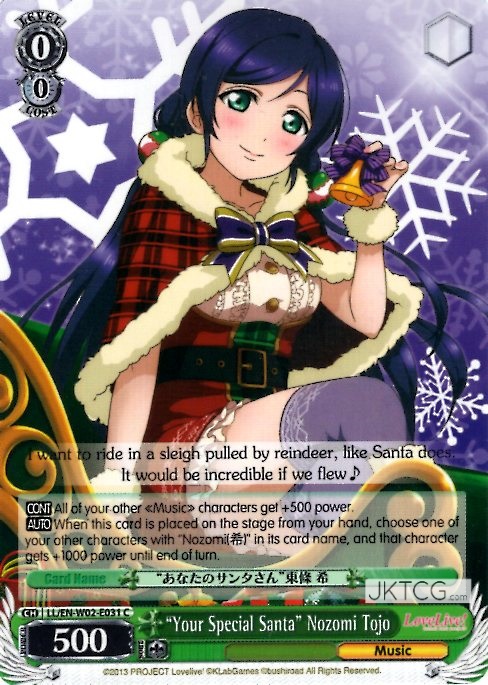 LEVEL
0
0
COST
I want to ride in a sleigh pulled by reindeer, like Santa does.
It would be incredible if we flew♪
CONT All of your other «Music» characters get +500 power.
AUTO When this card is placed on the stage from your hand, choose one
of your other characters with "Nozomi(希)" in its card name, and that character
gets +1000 power until end of turn.
Card Name
"あなたのサンタさん"東條 希
JKTCG.com
CH LL/EN-W02-E031 C
POWER
500
SOUL
"Your Special Santa" Nozomi Tojo
LoveLive!
Music
©2013 PROJECT Lovelive! ©KLabGames ©bushiroad All Rights Reserved.